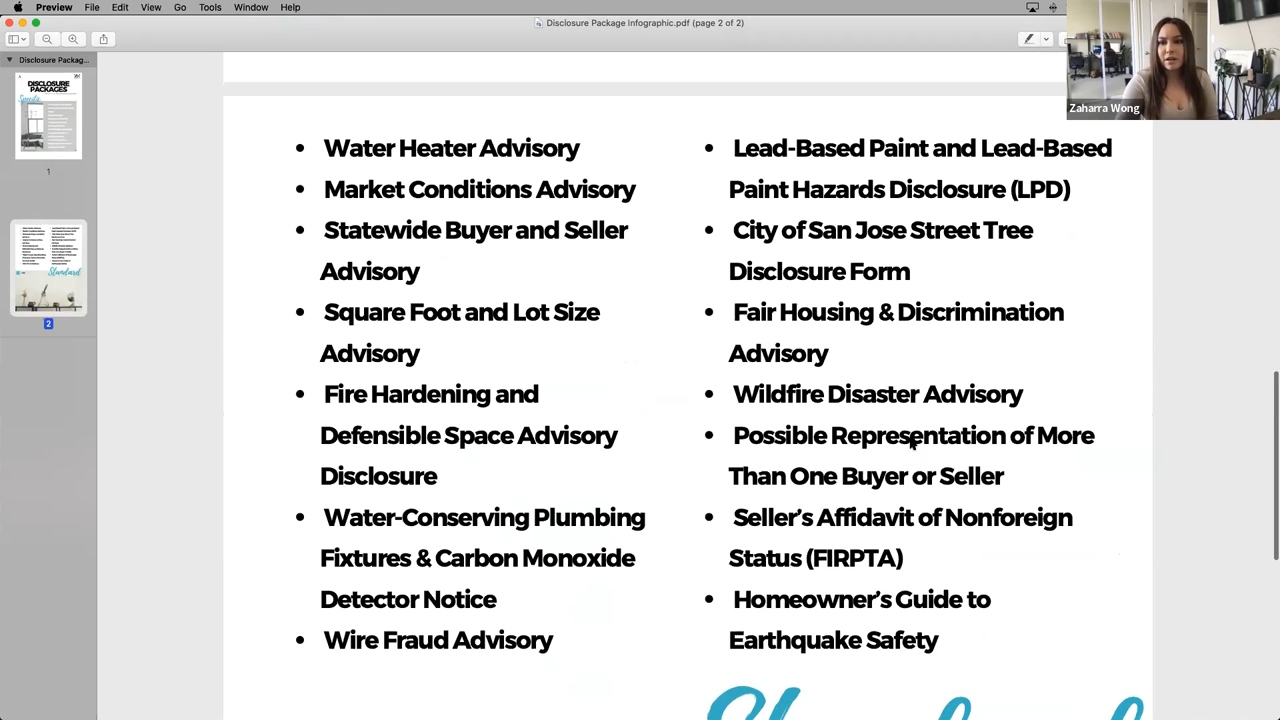 Preview File Edit View Go Tools Window Help
Disclosure Package Infographic.pdf (page 2 of 2)
Disclosure Packag...
DISCLOSURE
PACKAGES
Specific
1
Standard
2
• Water Heater Advisory
• Market Conditions Advisory
• Statewide Buyer and Seller
Advisory
• Square Foot and Lot Size
Advisory
• Fire Hardening and
Defensible Space Advisory
Disclosure
• Water-Conserving Plumbing
Fixtures & Carbon Monoxide
Detector Notice
• Wire Fraud Advisory
• Lead-Based Paint and Lead-Based
Paint Hazards Disclosure (LPD)
• City of San Jose Street Tree
Disclosure Form
• Fair Housing & Discrimination
Advisory
• Wildfire Disaster Advisory
• Possible Representation of More
Than One Buyer or Seller
• Seller's Affidavit of Nonforeign
Status (FIRPTA)
• Homeowner's Guide to
Earthquake Safety
Zaharra Wong